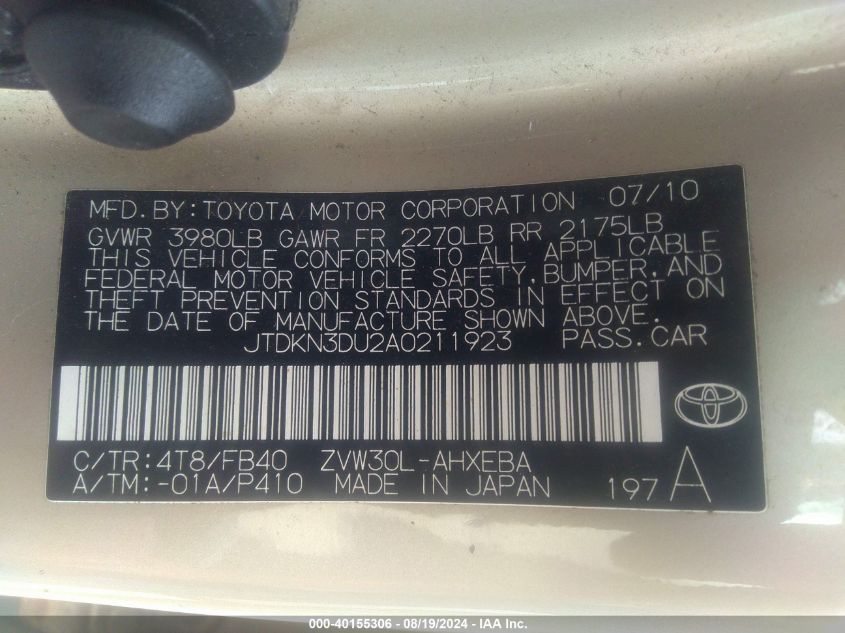 MFD. BY: TOYOTA MOTOR CORPORATION 07/10
GVWR 3980LB GAWR FR 2270LB RR 2175LB
THIS VEHICLE CONFORMS TO ALL APPLICABLE
FEDERAL MOTOR VEHICLE SAFETY, BUMPER, AND
THEFT PREVENTION STANDARDS IN EFFECT ON
THE DATE OF MANUFACTURE SHOWN ABOVE.
JTDKN3DU2A0211923 PASS. CAR
C/TR: 4T8/FB40 ZVW30L-AHXEBA
A/TM: -01A/P410 MADE IN JAPAN 197 A
000-40155306 - 08/19/2024 - IAA Inc.